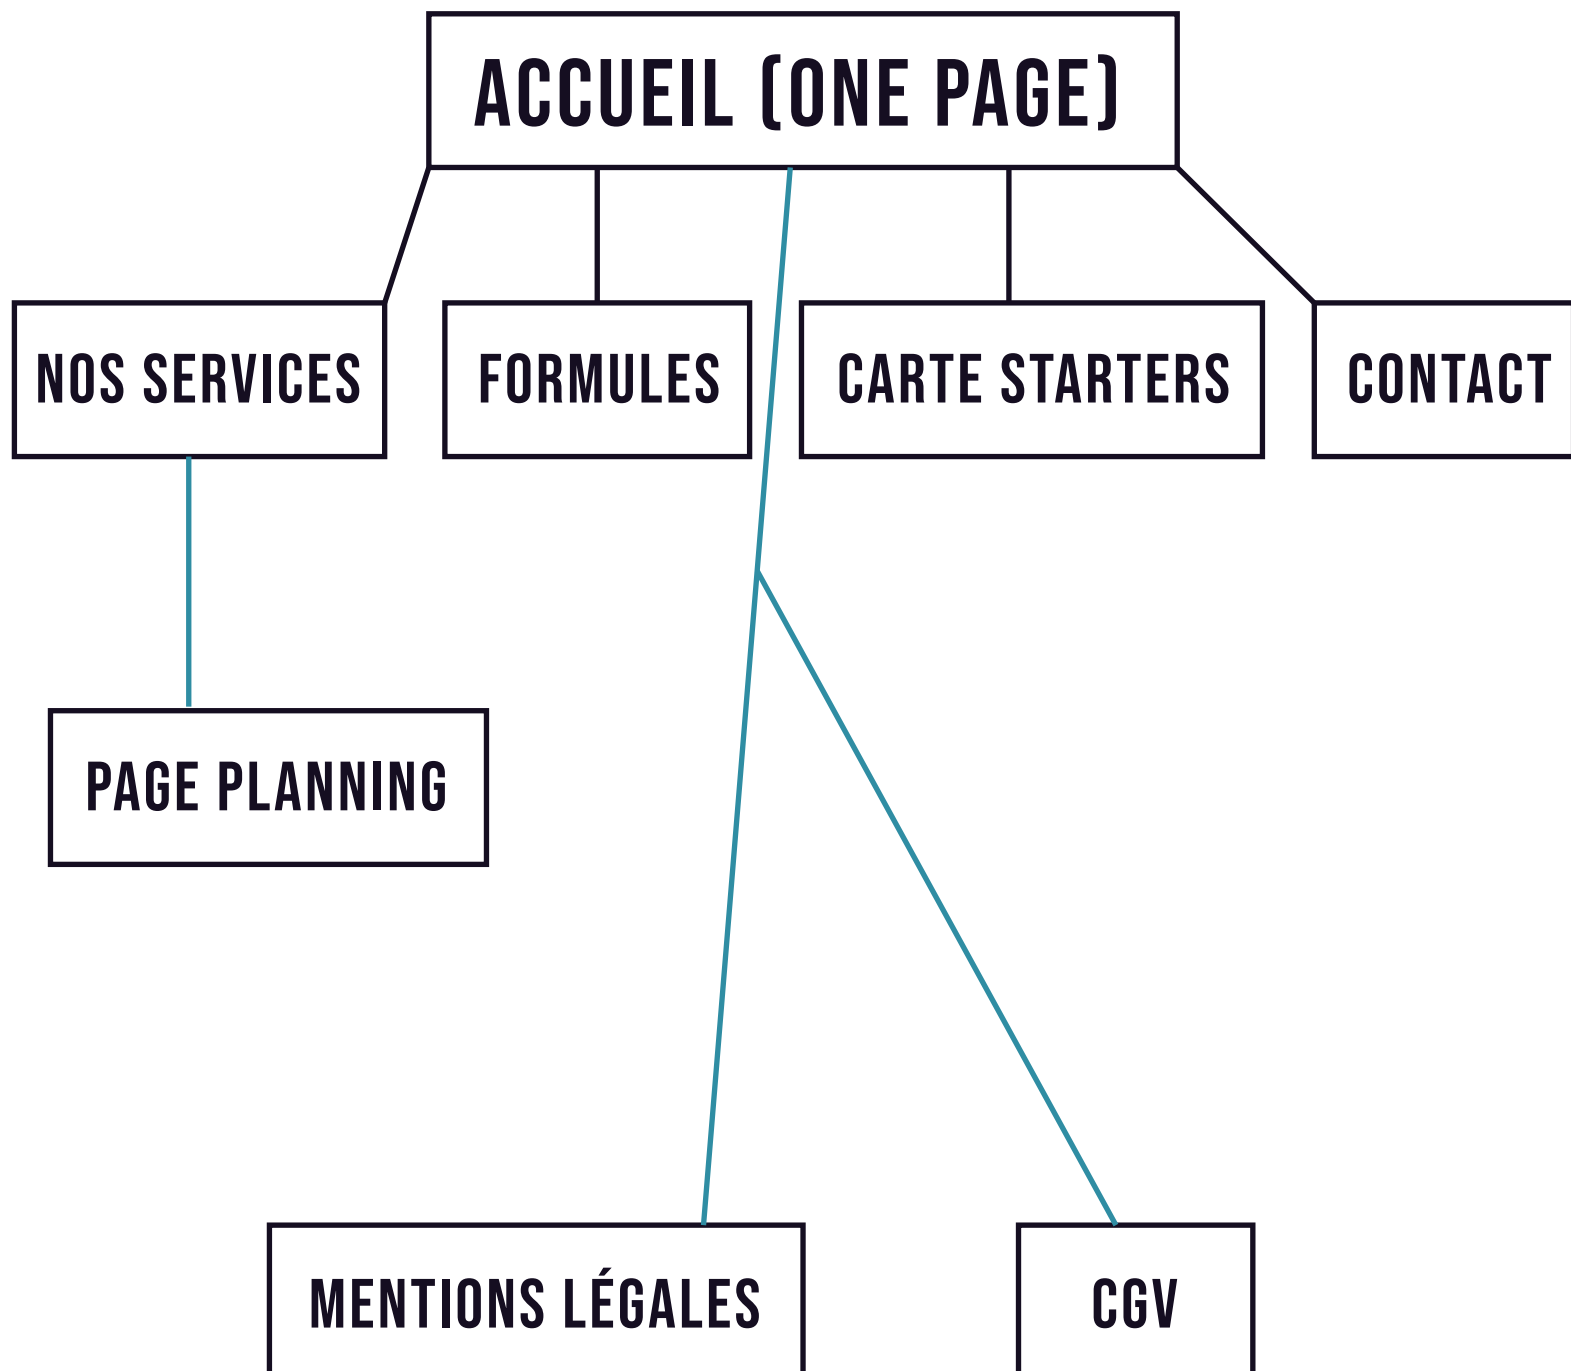 ACCUEIL (ONE PAGE)
NOS SERVICES
FORMULES
CARTE STARTERS
CONTACT
PAGE PLANNING
MENTIONS LÉGALES
CGV